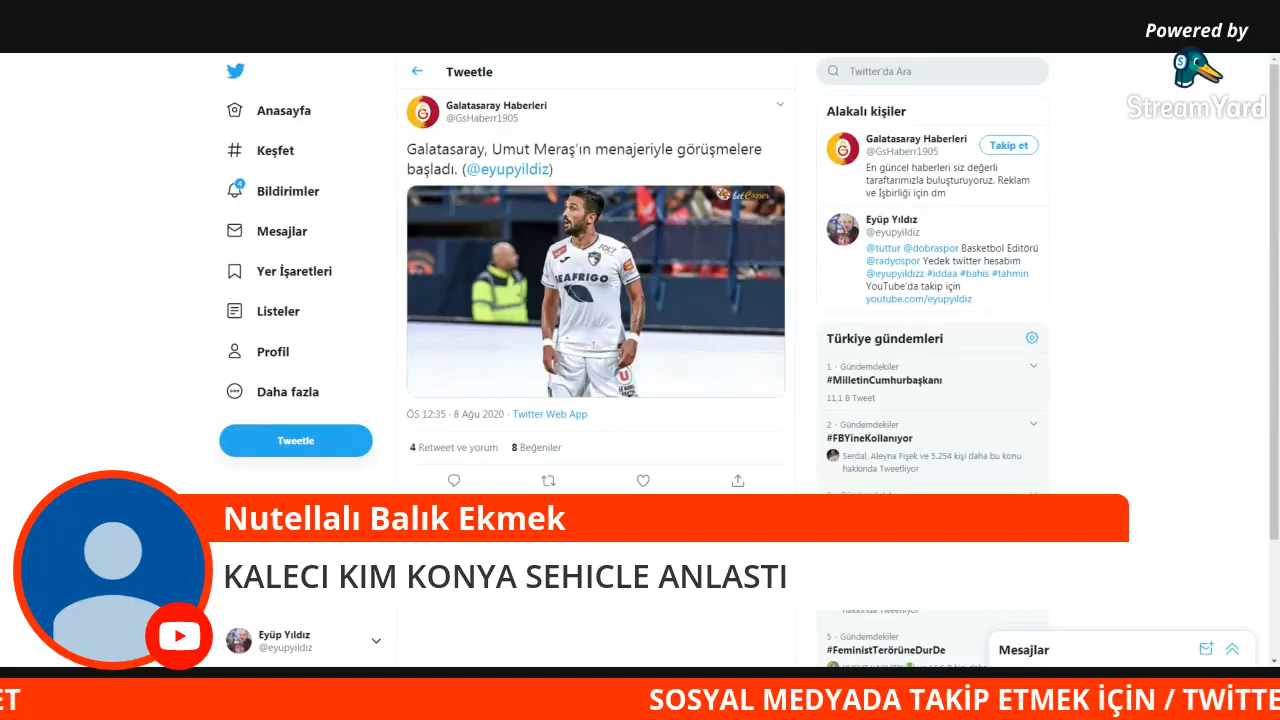 Powered by
StreamYard
Anasayfa
Keşfet
4
Bildirimler
Mesajlar
Yer İşaretleri
Listeler
Profil
Daha fazla
Tweetle
Tweetle
Galatasaray Haberleri
@GsHaberr1905
Galatasaray, Umut Meraş'ın menajeriyle görüşmelere
başladı. (@eyupyildiz)
betExper
SEAFRIGO
ÖS 12:35 · 8 Ağu 2020 · Twitter Web App
4 Retweet ve yorum 8 Beğeniler
Twitter'da Ara
Alakalı kişiler
Galatasaray Haberleri
@GsHaberr1905
Takip et
En güncel haberleri siz değerli
taraftarımızla buluşturuyoruz. Reklam
ve İşbirliği için dm
Eyüp Yıldız
@eyupyildiz
@tuttur @dobraspor Basketbol Editörü
@radyospor Yedek twitter hesabım
@eyupyildizz #iddaa #bahis #tahmin
YouTube'da takip için
youtube.com/eyupyildiz
Türkiye gündemleri
1 · Gündemdekiler
#MilletinCumhurbaşkanı
11,1 B Tweet
2 · Gündemdekiler
#FBYineKollanıyor
Serdal, Aleyna Fişek ve 5.254 kişi daha bu konu
hakkında Tweetliyor
Nutellalı Balık Ekmek
KALECI KIM KONYA SEHICLE ANLASTI
hakkında Tweetliyor
5 · Gündemdekiler
#FeministTerörüneDurDe
Eyüp Yıldız
@eyupyildiz
Mesajlar
ET
SOSYAL MEDYADA TAKİP ETMEK İÇİN / TWİTTE